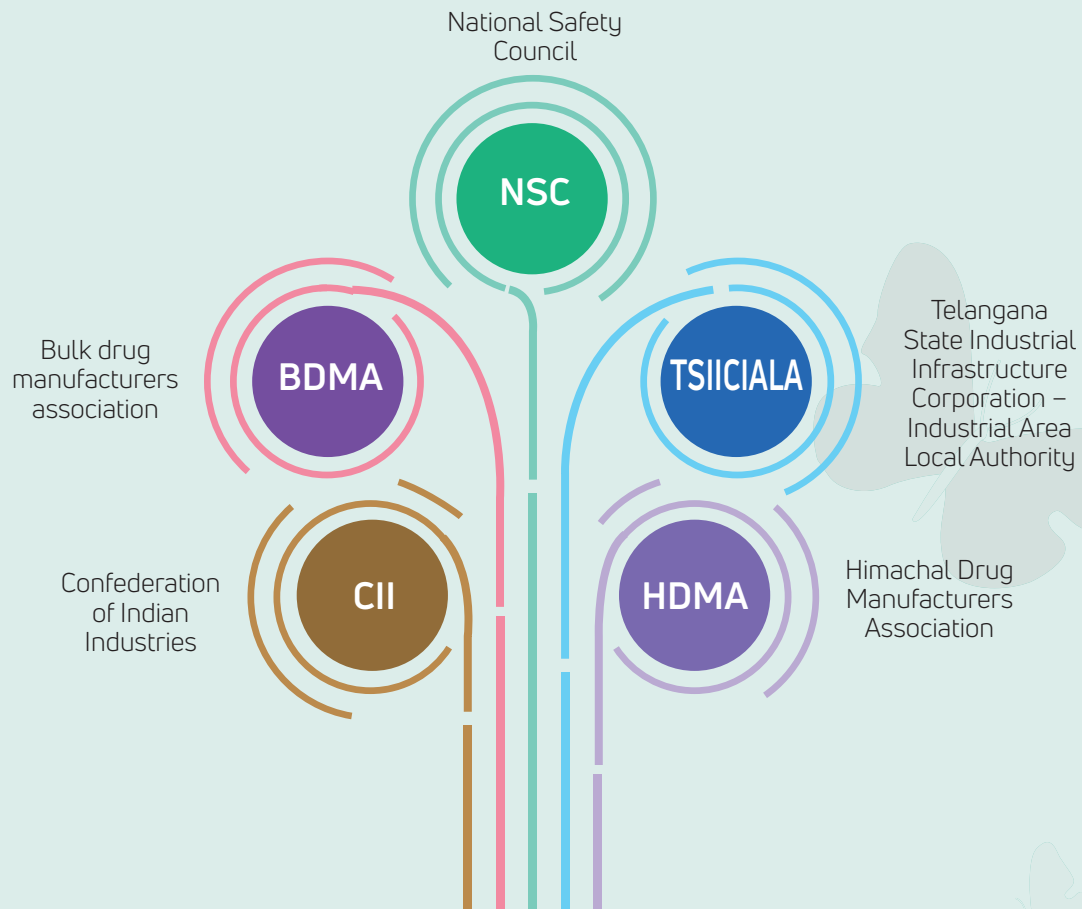 National Safety
Council
NSC
Bulk drug
manufacturers
association
BDMA
TSIICIALA
Telangana
State Industrial
Infrastructure
Corporation –
Industrial Area
Local Authority
Confederation
of Indian
Industries
CII
HDMA
Himachal Drug
Manufacturers
Association